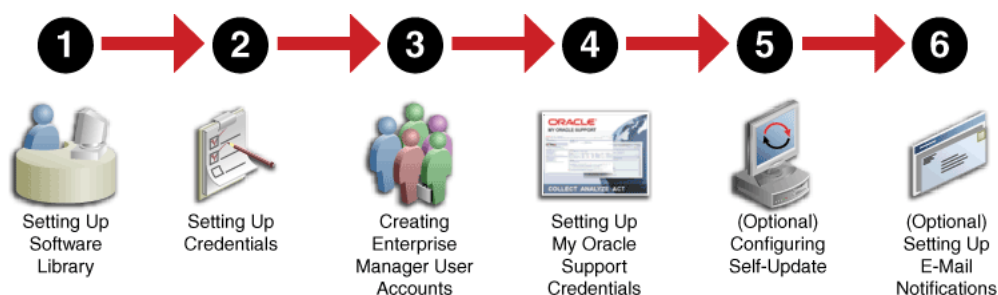 1
2
3
4
5
6
ORACLE
MY ORACLE SUPPORT
COLLECT ANALYZE ACT
Setting Up
Software
Library
Setting Up
Credentials
Creating
Enterprise
Manager User
Accounts
Setting Up
My Oracle
Support
Credentials
(Optional)
Configuring
Self-Update
(Optional)
Setting Up
E-Mail
Notifications